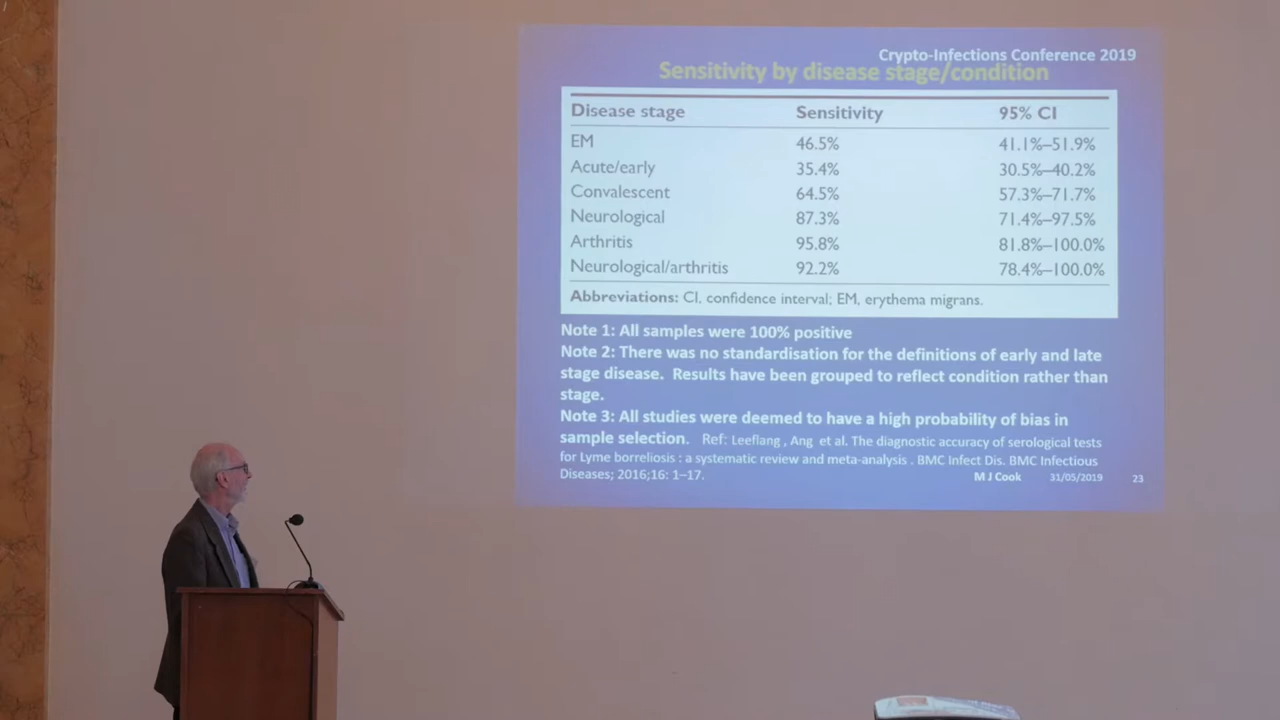 Crypto-Infections Conference 2019
Sensitivity by disease stage/condition
Disease stage Sensitivity 95% CI
EM 46.5% 41.1%–51.9%
Acute/early 35.4% 30.5%–40.2%
Convalescent 64.5% 57.3%–71.7%
Neurological 87.3% 71.4%–97.5%
Arthritis 95.8% 81.8%–100.0%
Neurological/arthritis 92.2% 78.4%–100.0%
Abbreviations: CI, confidence interval; EM, erythema migrans.
Note 1: All samples were 100% positive
Note 2: There was no standardisation for the definitions of early and late
stage disease. Results have been grouped to reflect condition rather than
stage.
Note 3: All studies were deemed to have a high probability of bias in
sample selection. Ref: Leeflang , Ang et al. The diagnostic accuracy of serological tests
for Lyme borreliosis : a systematic review and meta-analysis . BMC Infect Dis. BMC Infectious
Diseases; 2016;16: 1–17.
M J Cook 31/05/2019 23